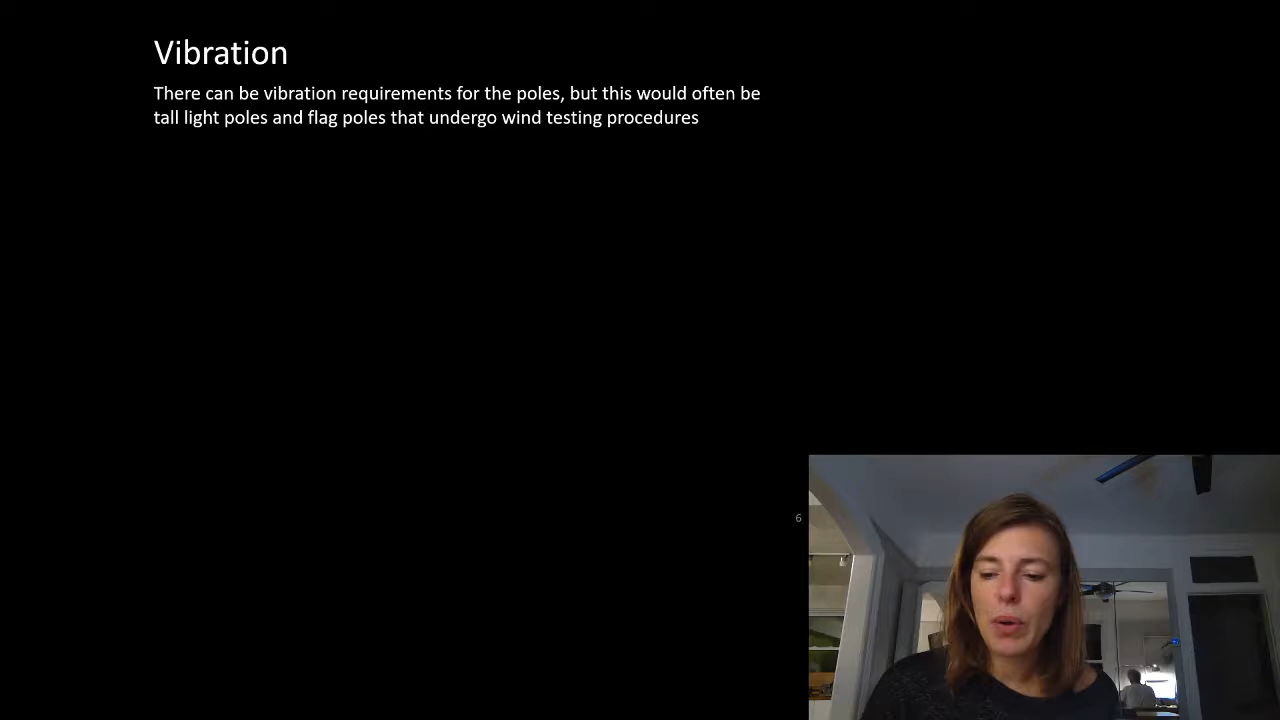 Vibration
There can be vibration requirements for the poles, but this would often be
tall light poles and flag poles that undergo wind testing procedures
6